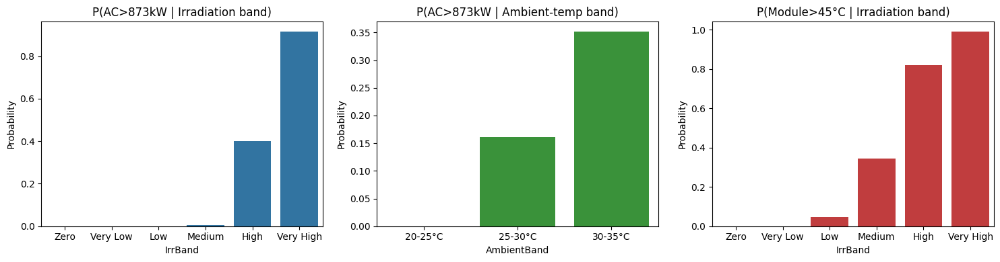 P(AC>873kW | Irradiation band)
Probability
0.8
0.6
0.4
0.2
0.0
Zero Very Low Low Medium High Very High
IrrBand
P(AC>873kW | Ambient-temp band)
Probability
0.35
0.30
0.25
0.20
0.15
0.10
0.05
0.00
20-25°C 25-30°C 30-35°C
AmbientBand
P(Module>45°C | Irradiation band)
Probability
1.0
0.8
0.6
0.4
0.2
0.0
Zero Very Low Low Medium High Very High
IrrBand